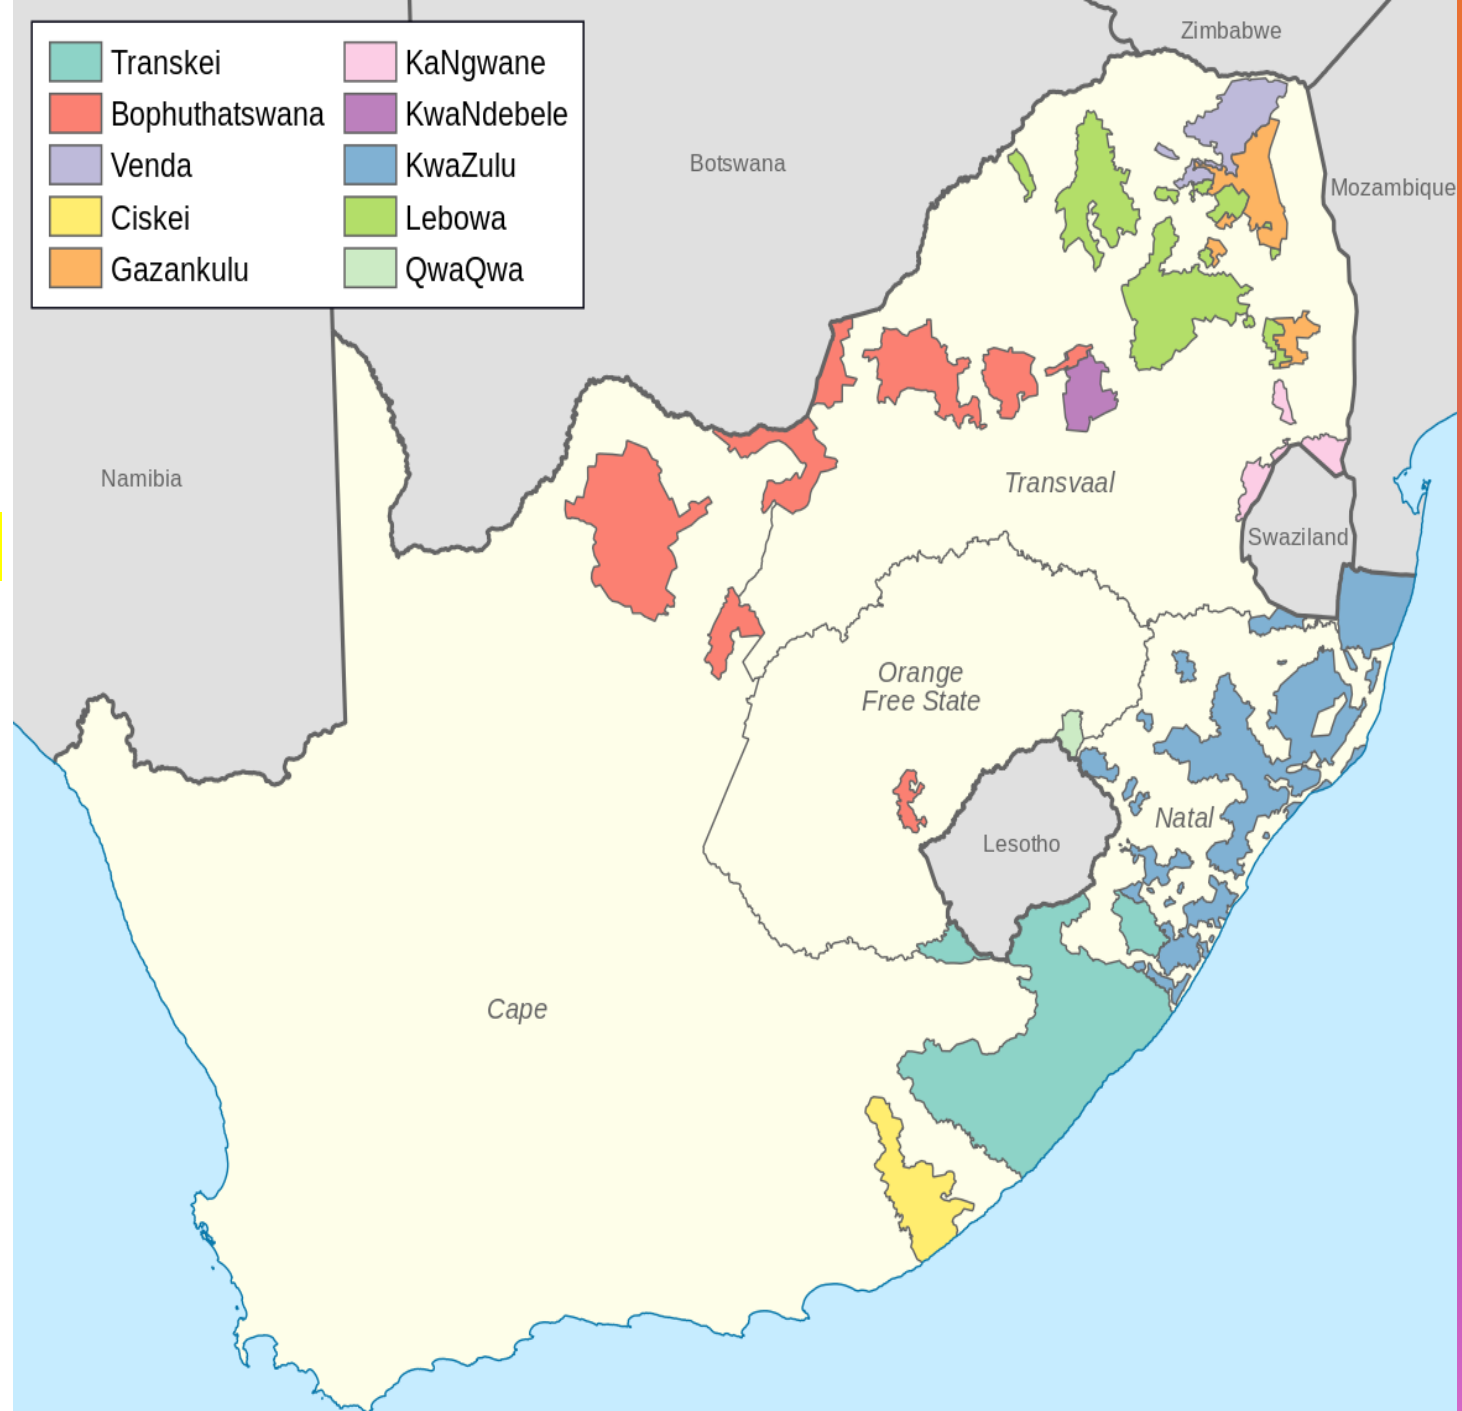 Transkei
Bophuthatswana
Venda
Ciskei
Gazankulu
KaNgwane
KwaNdebele
KwaZulu
Lebowa
QwaQwa
Zimbabwe
Botswana
Mozambique
Namibia
Transvaal
Swaziland
Orange
Free State
Natal
Lesotho
Cape